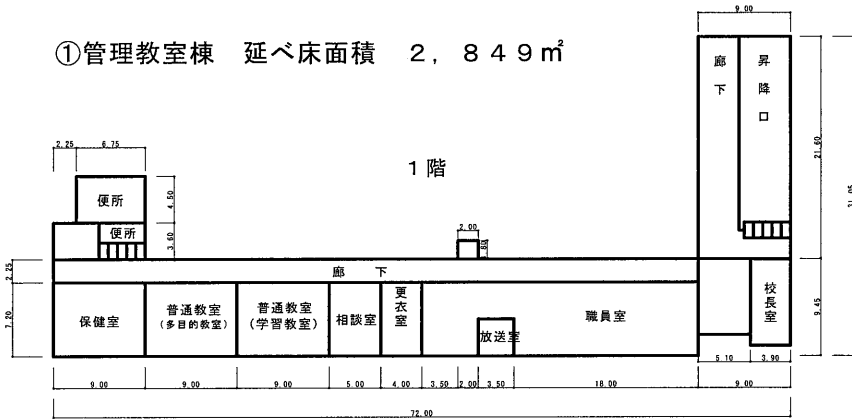 ①管理教室棟 延べ床面積 2,849㎡
1階
9.00
廊下
昇降口
21.60
2.25
6.75
便所
4.50
便所
3.60
2.00
廊下
2.25
7.20
保健室
普通教室
(多目的教室)
普通教室
(学習教室)
相談室
更衣室
放送室
職員室
校長室
9.45
5.10
3.90
9.00
9.00
9.00
5.00
4.00
3.50
2.00
3.50
18.00
9.00
72.00